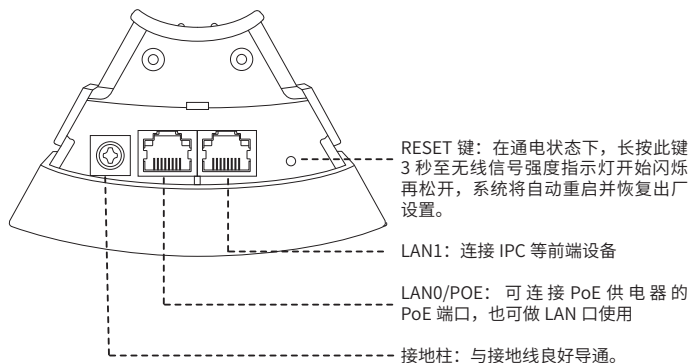 RESET 键：在通电状态下，长按此键
3 秒至无线信号强度指示灯开始闪烁
再松开，系统将自动重启并恢复出厂
设置。
LAN1：连接 IPC 等前端设备
LAN0/POE：可连接 PoE 供电器的
PoE 端口，也可做 LAN 口使用
接地柱：与接地线良好导通。